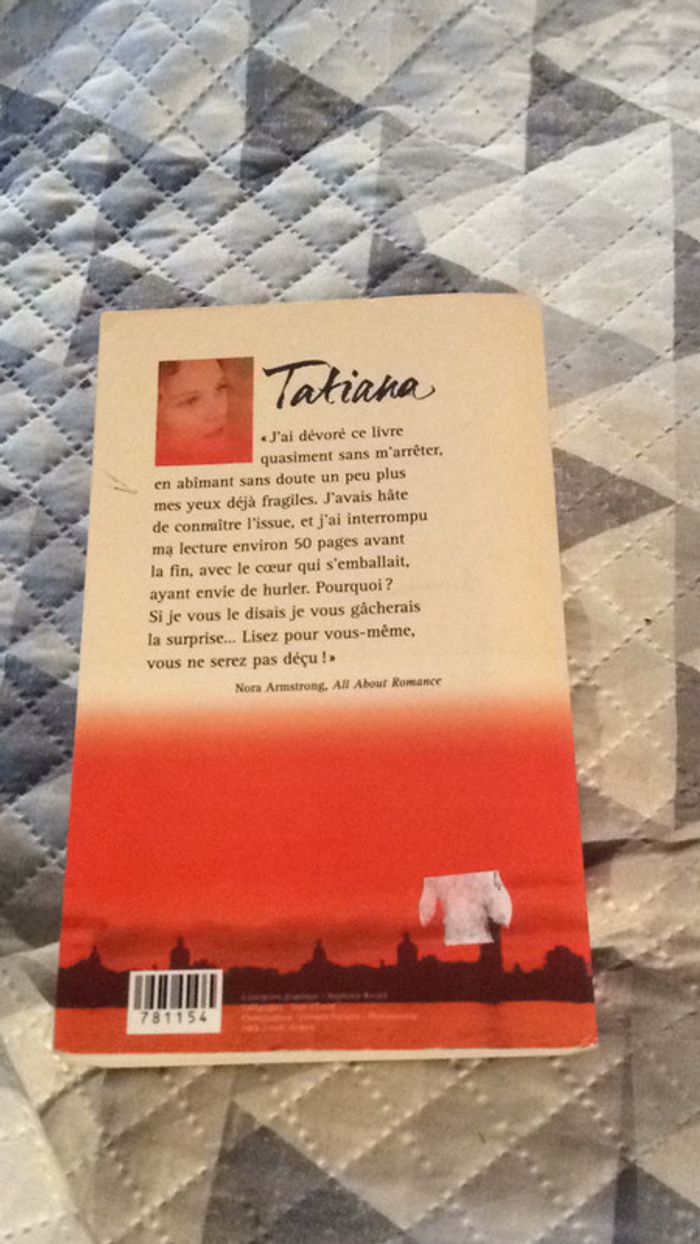 Tatiana
«J'ai dévoré ce livre
quasiment sans m'arrêter,
en abîmant sans doute un peu plus
mes yeux déjà fragiles. J'avais hâte
de connaître l'issue, et j'ai interrompu
ma lecture environ 50 pages avant
la fin, avec le cœur qui s'emballait,
ayant envie de hurler. Pourquoi?
Si je vous le disais je vous gâcherais
la surprise... Lisez pour vous-même,
vous ne serez pas déçu!»
Nora Armstrong, All About Romance
781154